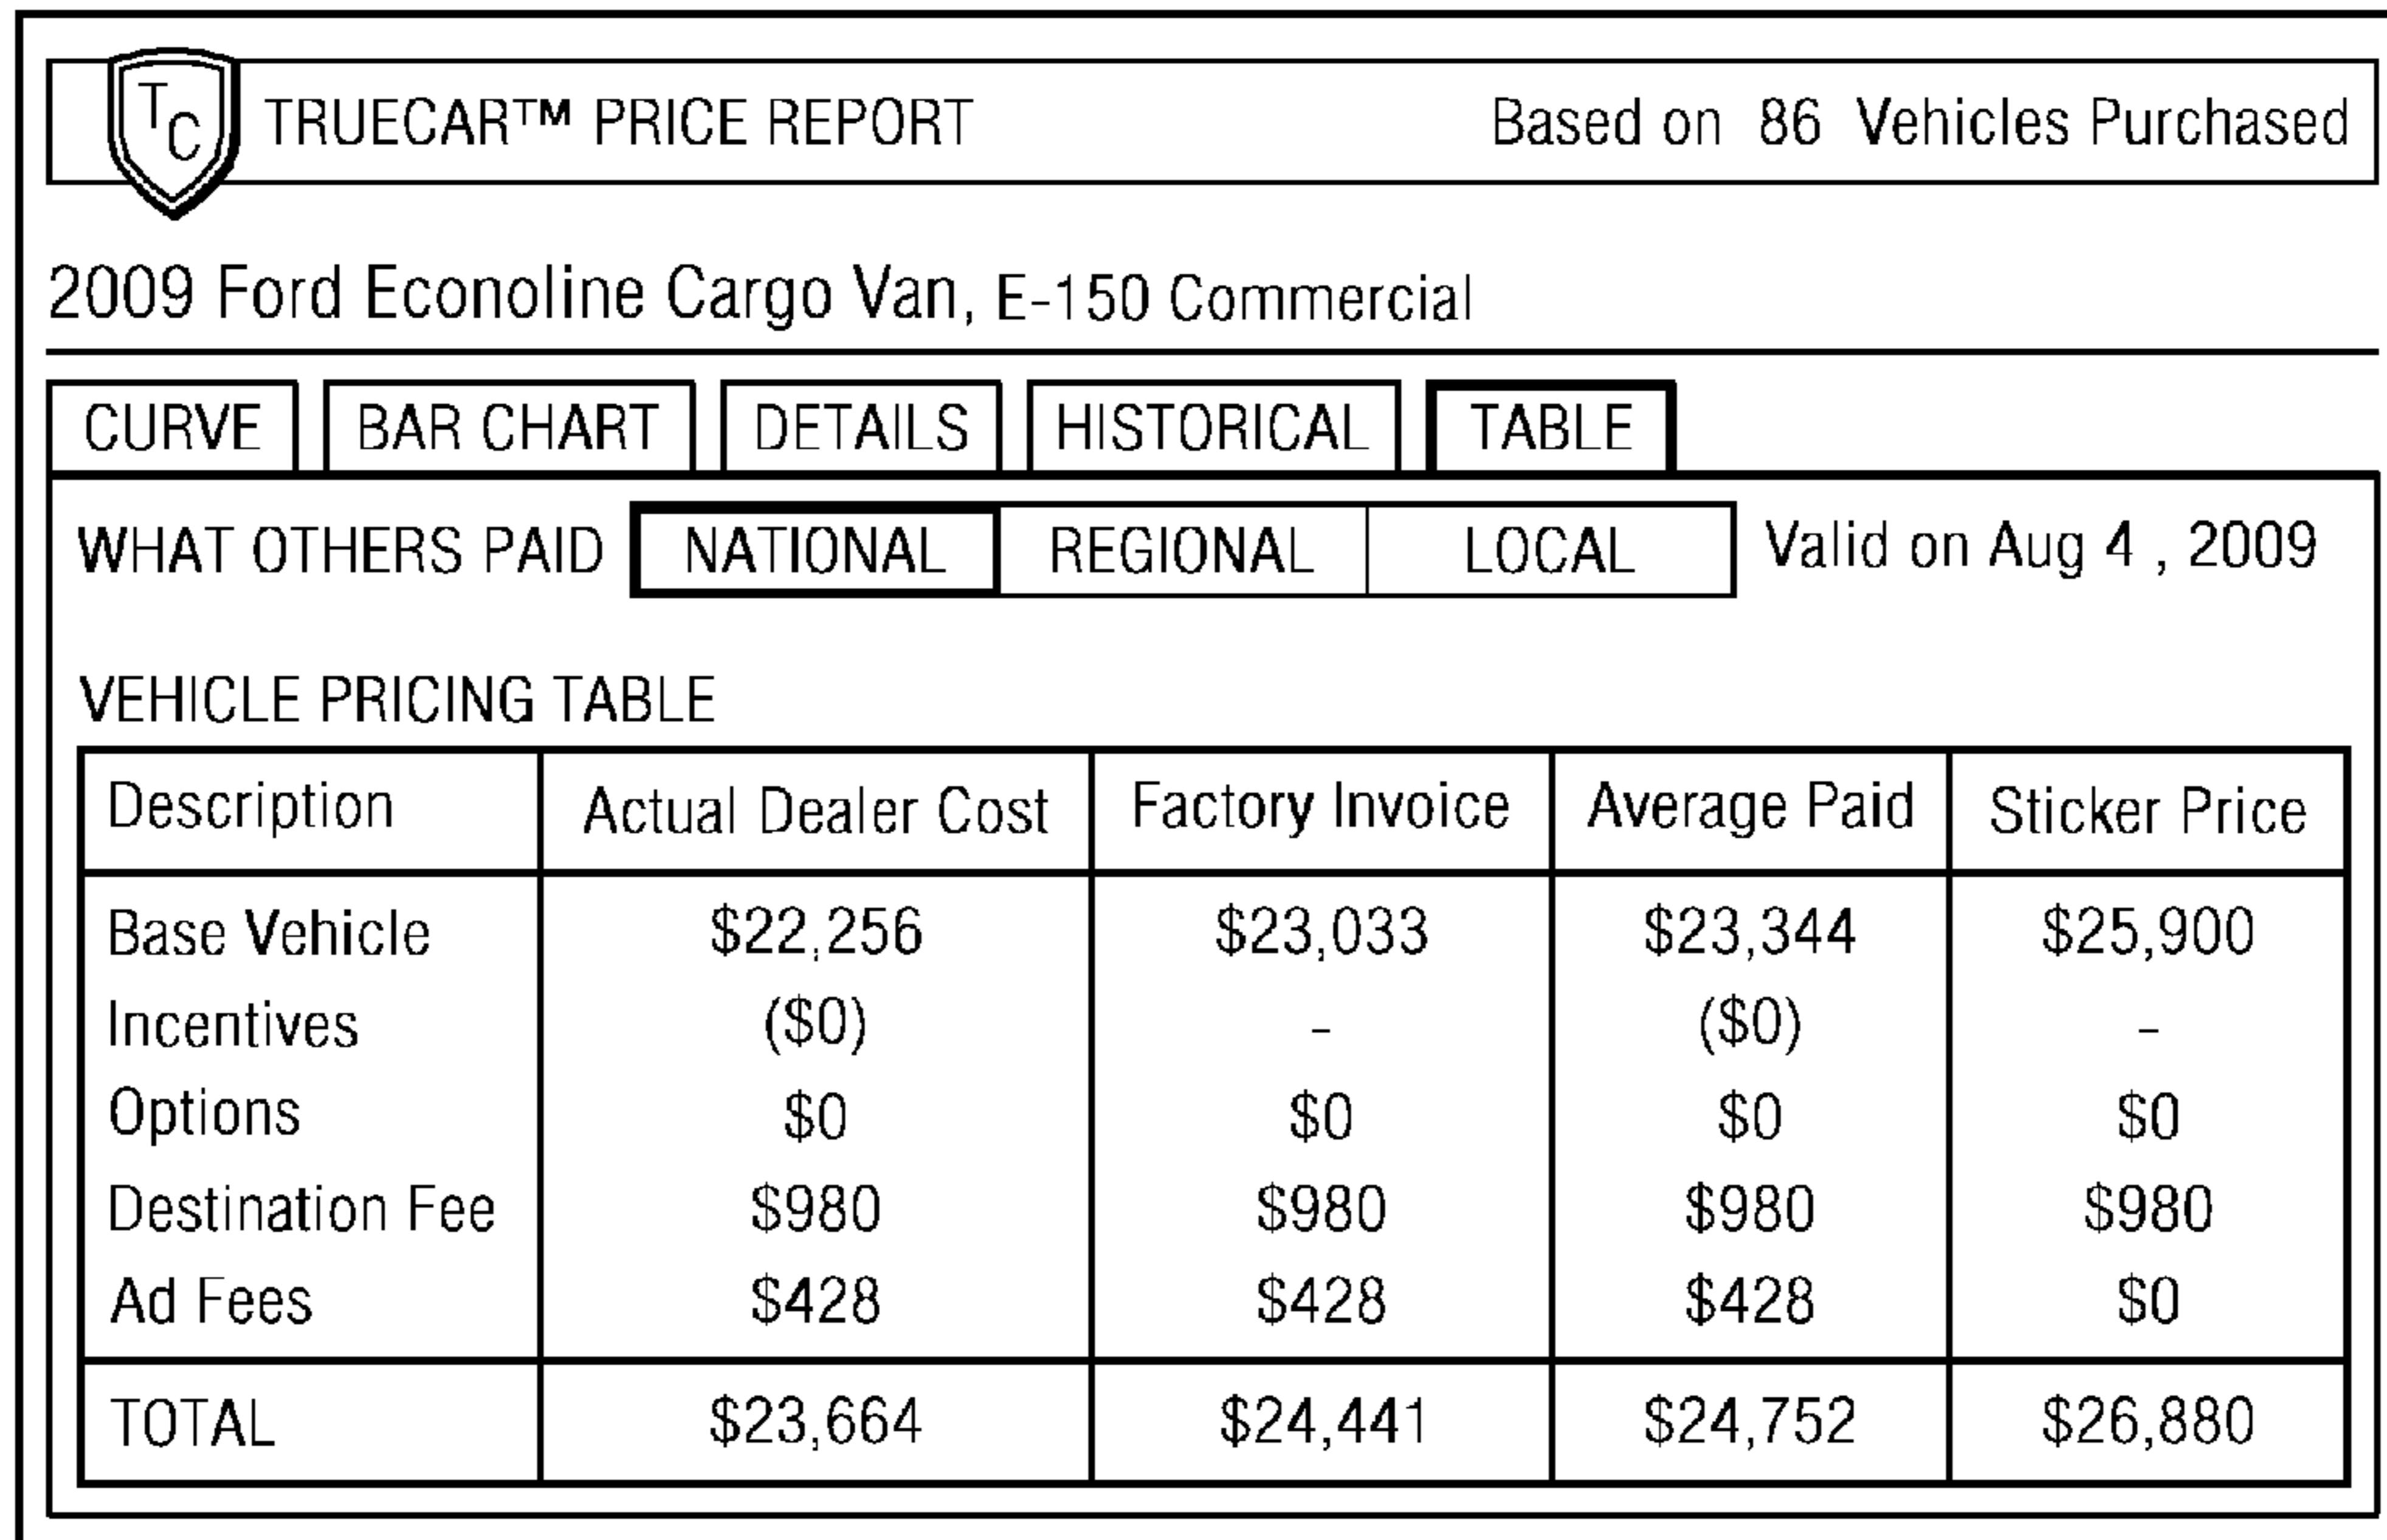 TC TRUECAR™ PRICE REPORT Based on 86 Vehicles Purchased
2009 Ford Econoline Cargo Van, E-150 Commercial
CURVE BAR CHART DETAILS HISTORICAL TABLE
WHAT OTHERS PAID NATIONAL REGIONAL LOCAL Valid on Aug 4 , 2009
VEHICLE PRICING TABLE
Description Actual Dealer Cost Factory Invoice Average Paid Sticker Price
Base Vehicle $22,256 $23,033 $23,344 $25,900
Incentives ($0) - ($0) -
Options $0 $0 $0 $0
Destination Fee $980 $980 $980 $980
Ad Fees $428 $428 $428 $0
TOTAL $23,664 $24,441 $24,752 $26,880